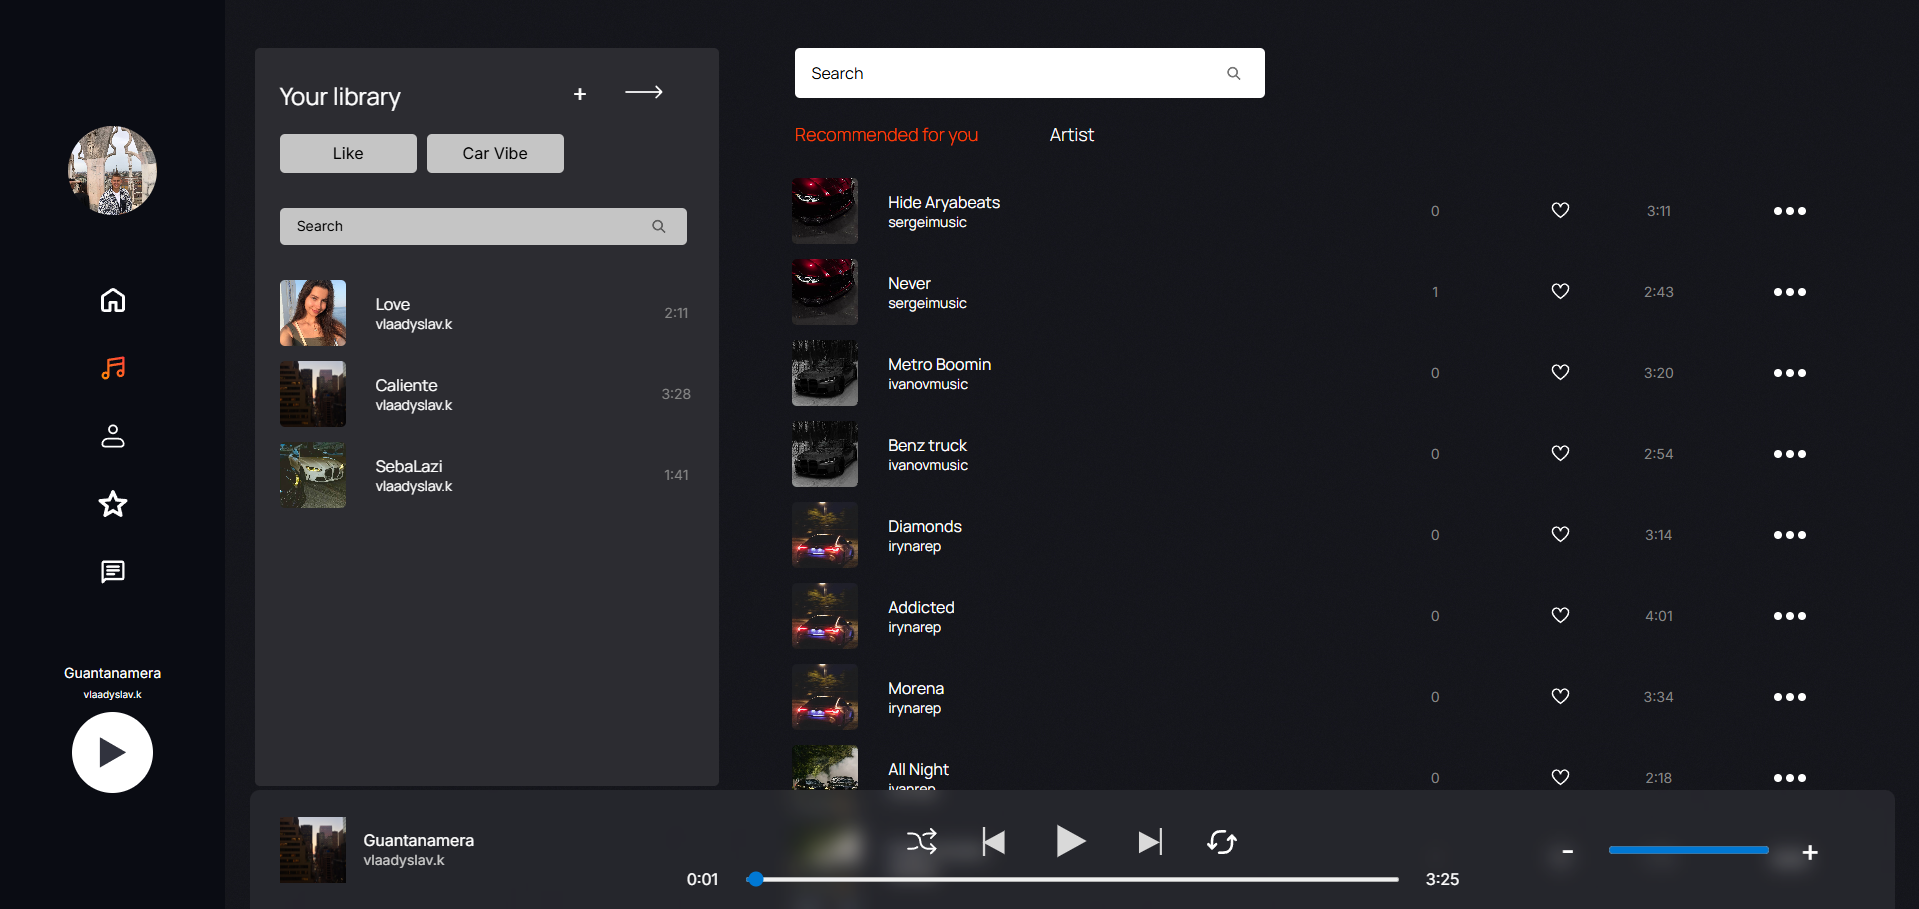 Guantanamera
vlaadyslav.k
Your library
+
Like
Car Vibe
Search
Love
vlaadyslav.k
2:11
Caliente
vlaadyslav.k
3:28
SebaLazi
vlaadyslav.k
1:41
Search
Recommended for you
Artist
Hide Aryabeats
sergeimusic
0
3:11
Never
sergeimusic
1
2:43
Metro Boomin
ivanovmusic
0
3:20
Benz truck
ivanovmusic
0
2:54
Diamonds
irynarep
0
3:14
Addicted
irynarep
0
4:01
Morena
irynarep
0
3:34
All Night
ivanrep
0
2:18
Guantanamera
vlaadyslav.k
0:01
3:25
-
+